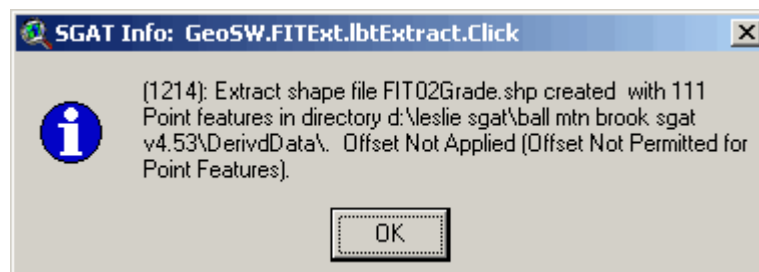 SGAT Info: GeoSW.FITExt.lbtExtract.Click
(1214): Extract shape file FIT02Grade.shp created  with 111
Point features in directory d:\leslie sgat\ball mtn brook sgat
v4.53\DerivdData\.  Offset Not Applied (Offset Not Permitted for
Point Features).
OK